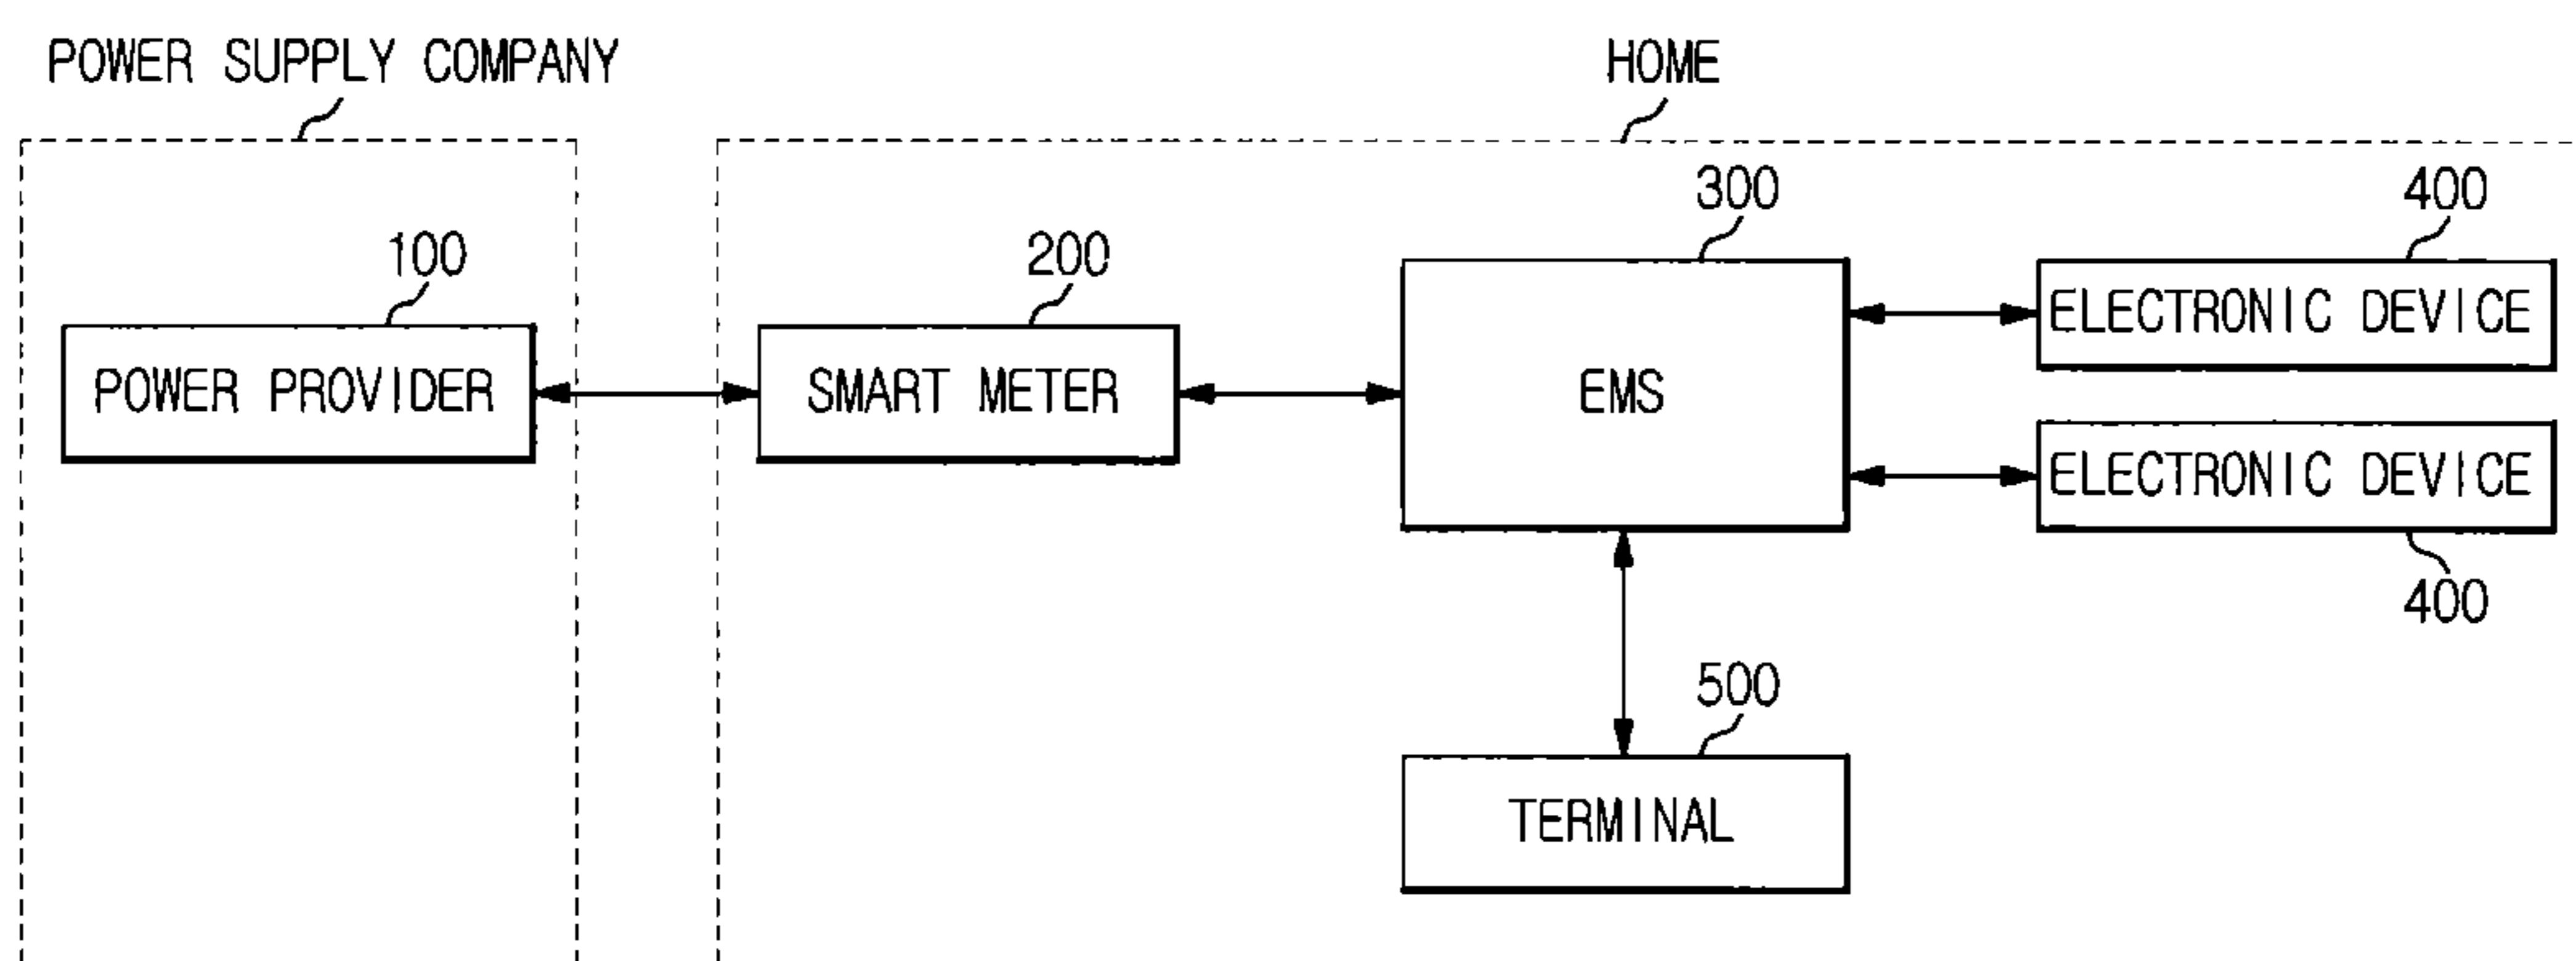 POWER SUPPLY COMPANY
HOME
300
400
100
200
ELECTRONIC DEVICE
POWER PROVIDER
SMART METER
EMS
ELECTRONIC DEVICE
400
500
TERMINAL